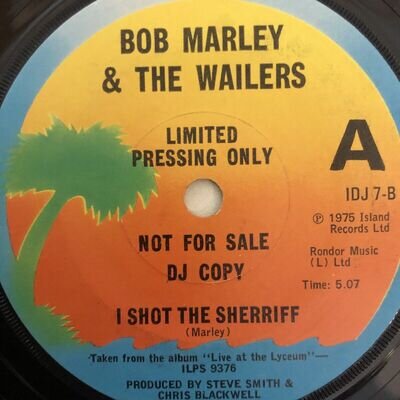 BOB MARLEY
& THE WAILERS
LIMITED
PRESSING ONLY
A
IDJ 7-B
℗ 1975 Island
Records Ltd
NOT FOR SALE
Rondor Music
(L) Ltd
DJ COPY
Time: 5.07
I SHOT THE SHERRIFF
(Marley)
Taken from the album "Live at the Lyceum"—
ILPS 9376
PRODUCED BY STEVE SMITH &
CHRIS BLACKWELL